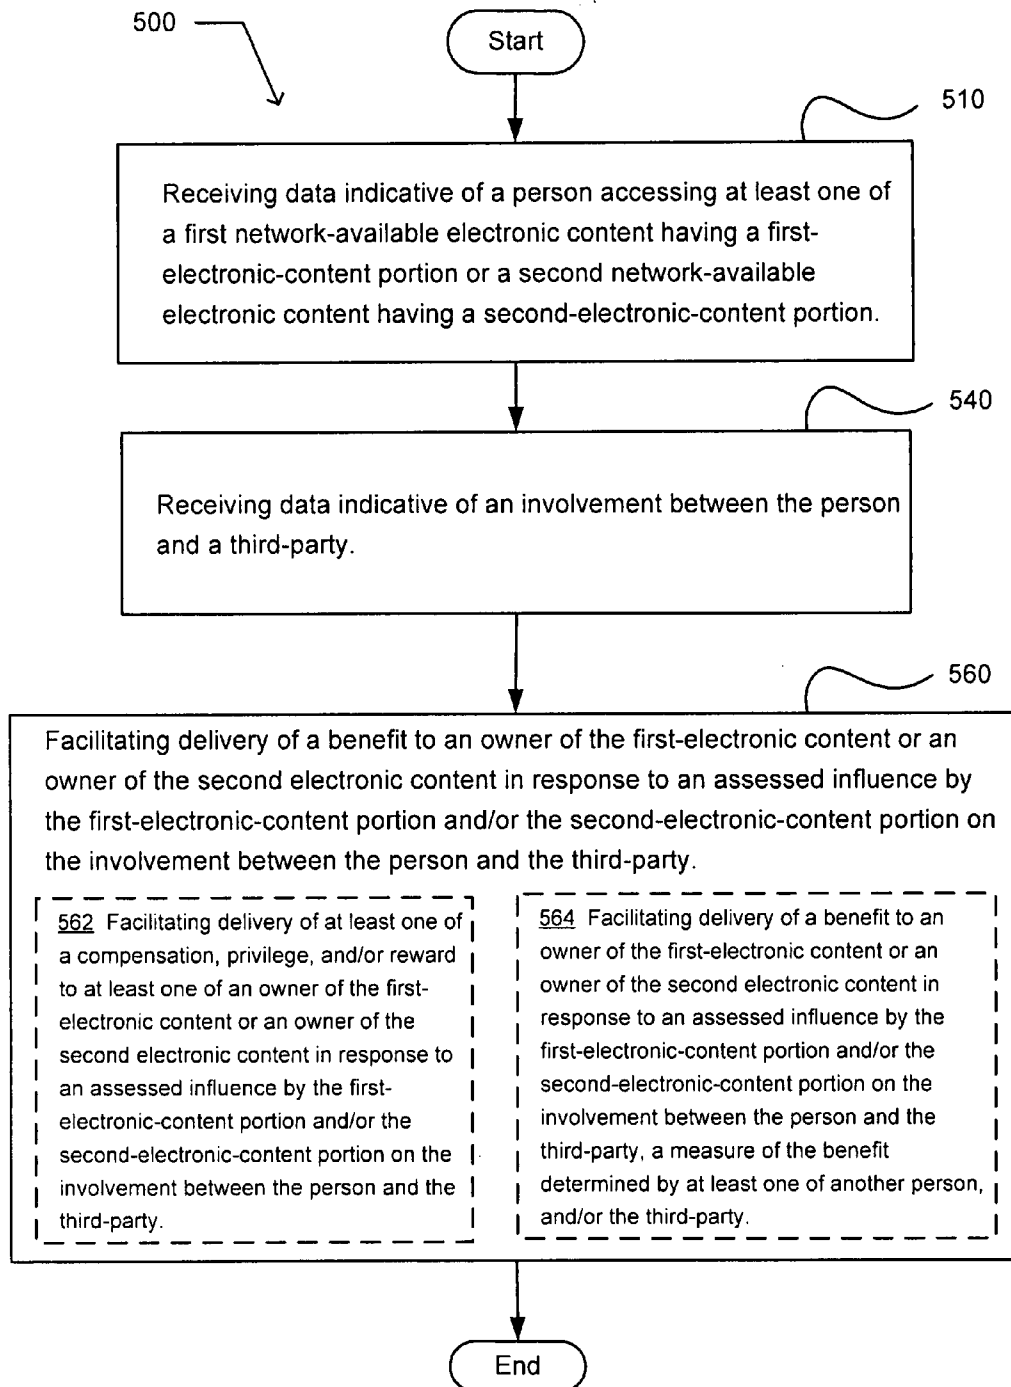 500
Start
510
Receiving data indicative of a person accessing at least one of
a first network-available electronic content having a first-
electronic-content portion or a second network-available
electronic content having a second-electronic-content portion.
540
Receiving data indicative of an involvement between the person
and a third-party.
560
Facilitating delivery of a benefit to an owner of the first-electronic content or an
owner of the second electronic content in response to an assessed influence by
the first-electronic-content portion and/or the second-electronic-content portion on
the involvement between the person and the third-party.
562 Facilitating delivery of at least one of
a compensation, privilege, and/or reward
to at least one of an owner of the first-
electronic content or an owner of the
second electronic content in response to
an assessed influence by the first-
electronic-content portion and/or the
second-electronic-content portion on the
involvement between the person and the
third-party.
564 Facilitating delivery of a benefit to an
owner of the first-electronic content or an
owner of the second electronic content in
response to an assessed influence by the
first-electronic-content portion and/or the
second-electronic-content portion on the
involvement between the person and the
third-party, a measure of the benefit
determined by at least one of another person,
and/or the third-party.
End